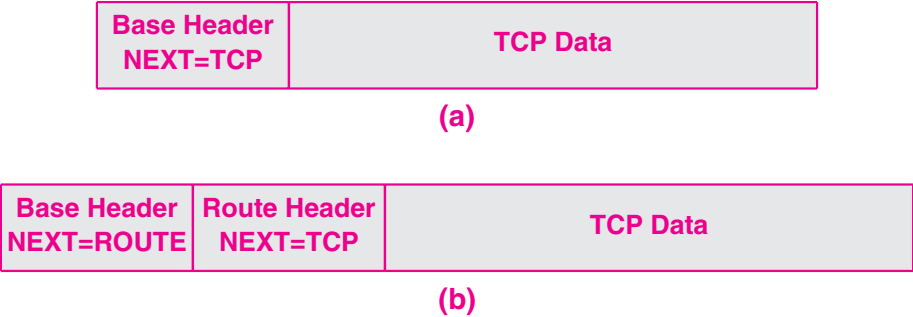 Base Header
NEXT=TCP
TCP Data
(a)
Base Header
NEXT=ROUTE
Route Header
NEXT=TCP
TCP Data
(b)